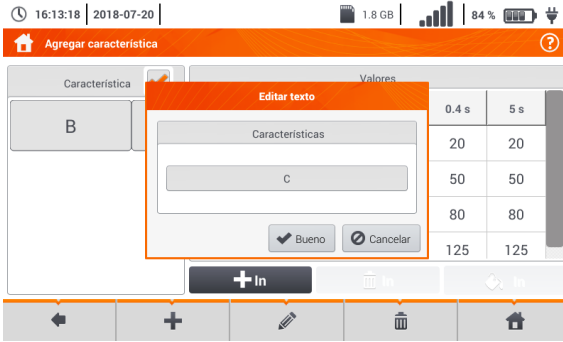 16:13:18 2018-07-20 1.8 GB 84 %
Agregar característica
Característica Valores
Editar texto
Características
C
Bueno Cancelar
B
0.4 s 5 s
20 20
50 50
80 80
125 125
In In In